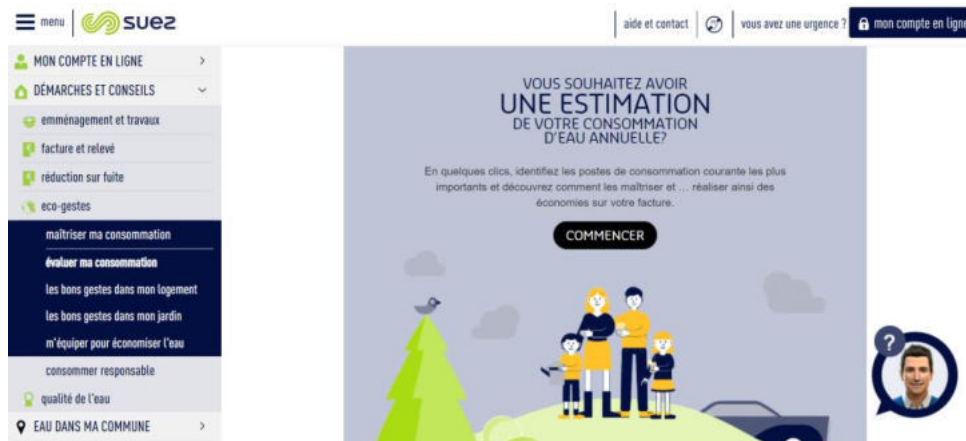 menu
suez
aide et contact
vous avez une urgence ?
mon compte en ligne
MON COMPTE EN LIGNE
DÉMARCHES ET CONSEILS
emménagement et travaux
facture et relevé
réduction sur fuite
eco-gestes
maîtriser ma consommation
évaluer ma consommation
les bons gestes dans mon logement
les bons gestes dans mon jardin
m'équiper pour économiser l'eau
consommer responsable
qualité de l'eau
EAU DANS MA COMMUNE
VOUS SOUHAITEZ AVOIR
UNE ESTIMATION
DE VOTRE CONSOMMATION
D'EAU ANNUELLE?
En quelques clics, identifiez les postes de consommation courante les plus
importants et découvrez comment les maîtriser et ... réaliser ainsi des
économies sur votre facture.
COMMENCER
?